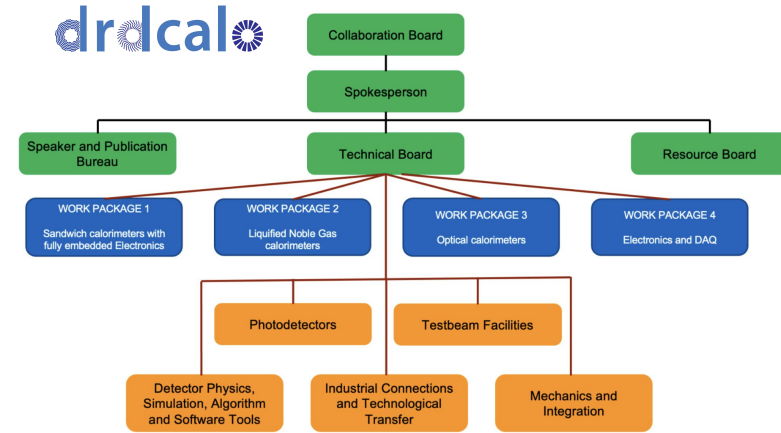 drdcalo
Collaboration Board
Spokesperson
Speaker and Publication
Bureau
Technical Board
Resource Board
WORK PACKAGE 1
Sandwich calorimeters with
fully embedded Electronics
WORK PACKAGE 2
Liquified Noble Gas
calorimeters
WORK PACKAGE 3
Optical calorimeters
WORK PACKAGE 4
Electronics and DAQ
Photodetectors
Testbeam Facilities
Detector Physics,
Simulation, Algorithm
and Software Tools
Industrial Connections
and Technological
Transfer
Mechanics and
Integration